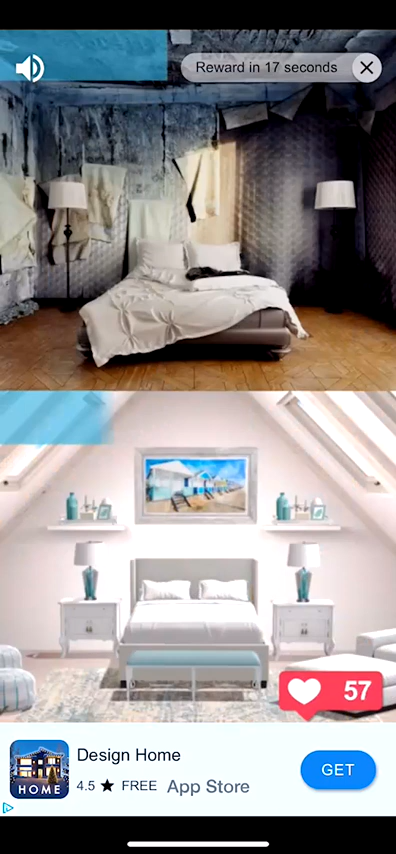 Reward in 17 seconds
57
Design Home
4.5 ★ FREE App Store
GET
HOME